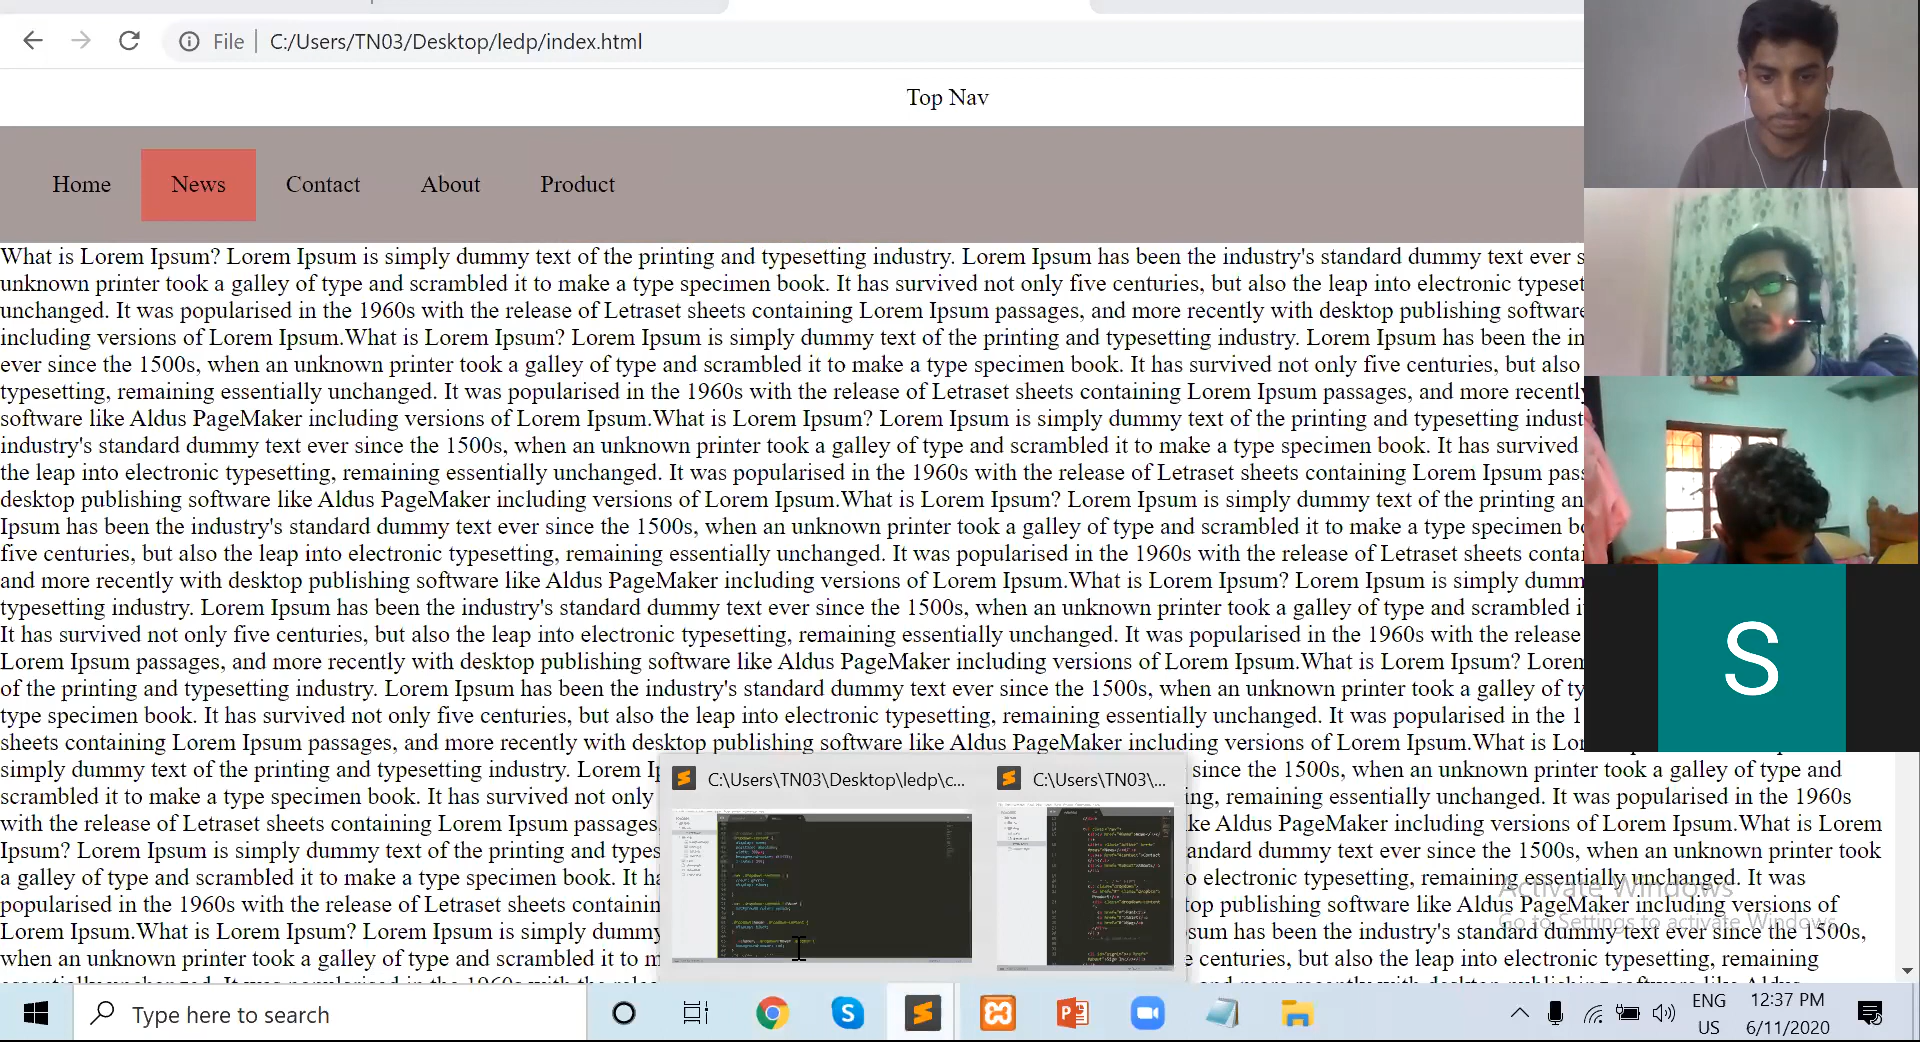 File | C:/Users/TN03/Desktop/ledp/index.html
Top Nav
Home News Contact About Product
What is Lorem Ipsum? Lorem Ipsum is simply dummy text of the printing and typesetting industry. Lorem Ipsum has been the industry's standard dummy text ever s
unknown printer took a galley of type and scrambled it to make a type specimen book. It has survived not only five centuries, but also the leap into electronic typeset
unchanged. It was popularised in the 1960s with the release of Letraset sheets containing Lorem Ipsum passages, and more recently with desktop publishing software
including versions of Lorem Ipsum.What is Lorem Ipsum? Lorem Ipsum is simply dummy text of the printing and typesetting industry. Lorem Ipsum has been the in
ever since the 1500s, when an unknown printer took a galley of type and scrambled it to make a type specimen book. It has survived not only five centuries, but also
typesetting, remaining essentially unchanged. It was popularised in the 1960s with the release of Letraset sheets containing Lorem Ipsum passages, and more recently
software like Aldus PageMaker including versions of Lorem Ipsum.What is Lorem Ipsum? Lorem Ipsum is simply dummy text of the printing and typesetting indust
industry's standard dummy text ever since the 1500s, when an unknown printer took a galley of type and scrambled it to make a type specimen book. It has survived
the leap into electronic typesetting, remaining essentially unchanged. It was popularised in the 1960s with the release of Letraset sheets containing Lorem Ipsum pass
desktop publishing software like Aldus PageMaker including versions of Lorem Ipsum.What is Lorem Ipsum? Lorem Ipsum is simply dummy text of the printing an
Ipsum has been the industry's standard dummy text ever since the 1500s, when an unknown printer took a galley of type and scrambled it to make a type specimen bo
five centuries, but also the leap into electronic typesetting, remaining essentially unchanged. It was popularised in the 1960s with the release of Letraset sheets contai
and more recently with desktop publishing software like Aldus PageMaker including versions of Lorem Ipsum.What is Lorem Ipsum? Lorem Ipsum is simply dumm
typesetting industry. Lorem Ipsum has been the industry's standard dummy text ever since the 1500s, when an unknown printer took a galley of type and scrambled it
It has survived not only five centuries, but also the leap into electronic typesetting, remaining essentially unchanged. It was popularised in the 1960s with the release
Lorem Ipsum passages, and more recently with desktop publishing software like Aldus PageMaker including versions of Lorem Ipsum.What is Lorem Ipsum? Lorem
of the printing and typesetting industry. Lorem Ipsum has been the industry's standard dummy text ever since the 1500s, when an unknown printer took a galley of ty
type specimen book. It has survived not only five centuries, but also the leap into electronic typesetting, remaining essentially unchanged. It was popularised in the 1
sheets containing Lorem Ipsum passages, and more recently with desktop publishing software like Aldus PageMaker including versions of Lorem Ipsum.What is Lor
simply dummy text of the printing and typesetting industry. Lorem I
since the 1500s, when an unknown printer took a galley of type and
scrambled it to make a type specimen book. It has survived not only
ing, remaining essentially unchanged. It was popularised in the 1960s
with the release of Letraset sheets containing Lorem Ipsum passages,
ke Aldus PageMaker including versions of Lorem Ipsum.What is Lorem
Ipsum? Lorem Ipsum is simply dummy text of the printing and types
andard dummy text ever since the 1500s, when an unknown printer took
a galley of type and scrambled it to make a type specimen book. It ha
o electronic typesetting, remaining essentially unchanged. It was
popularised in the 1960s with the release of Letraset sheets containin
op publishing software like Aldus PageMaker including versions of
Lorem Ipsum.What is Lorem Ipsum? Lorem Ipsum is simply dummy
sum has been the industry's standard dummy text ever since the 1500s,
when an unknown printer took a galley of type and scrambled it to m
e centuries, but also the leap into electronic typesetting, remaining
S
C:\Users\TN03\Desktop\ledp\c...
C:\Users\TN03\...
Activate Windows
Go to Settings to activate Windows.
Type here to search
ENG
US
12:37 PM
6/11/2020